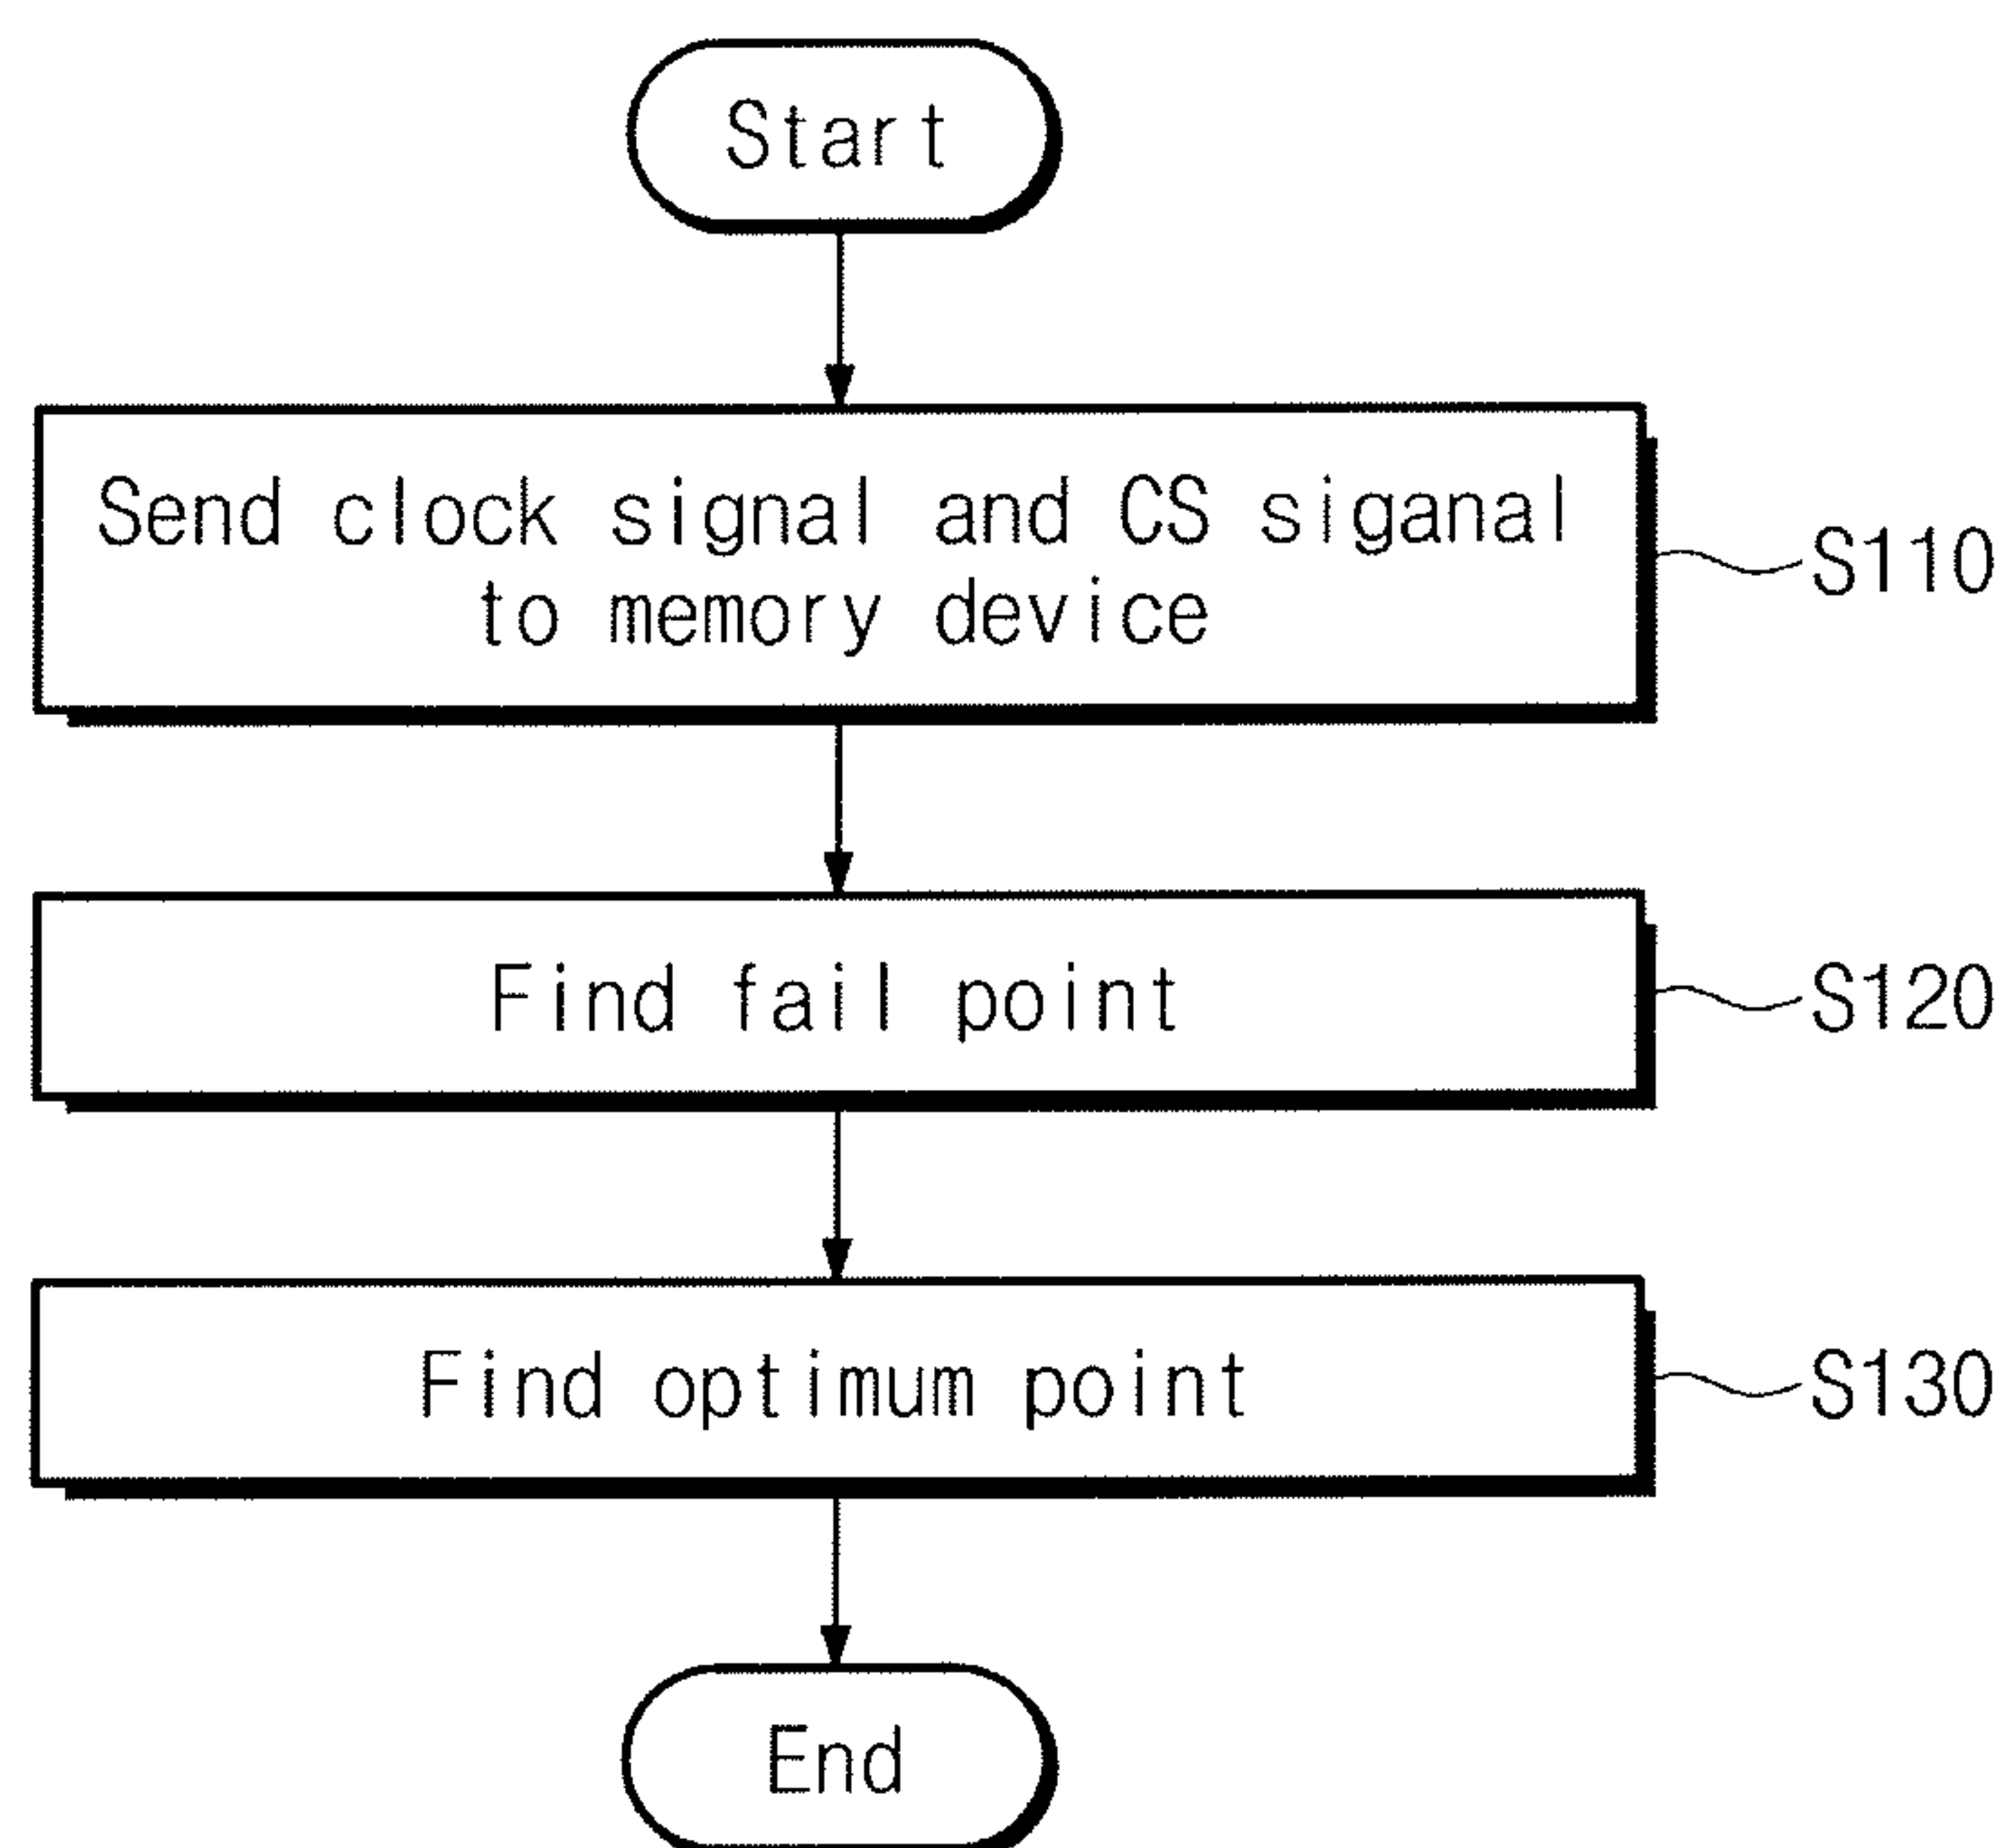 Start
Send clock signal and CS siganal
to memory device
S110
Find fail point
S120
Find optimum point
S130
End